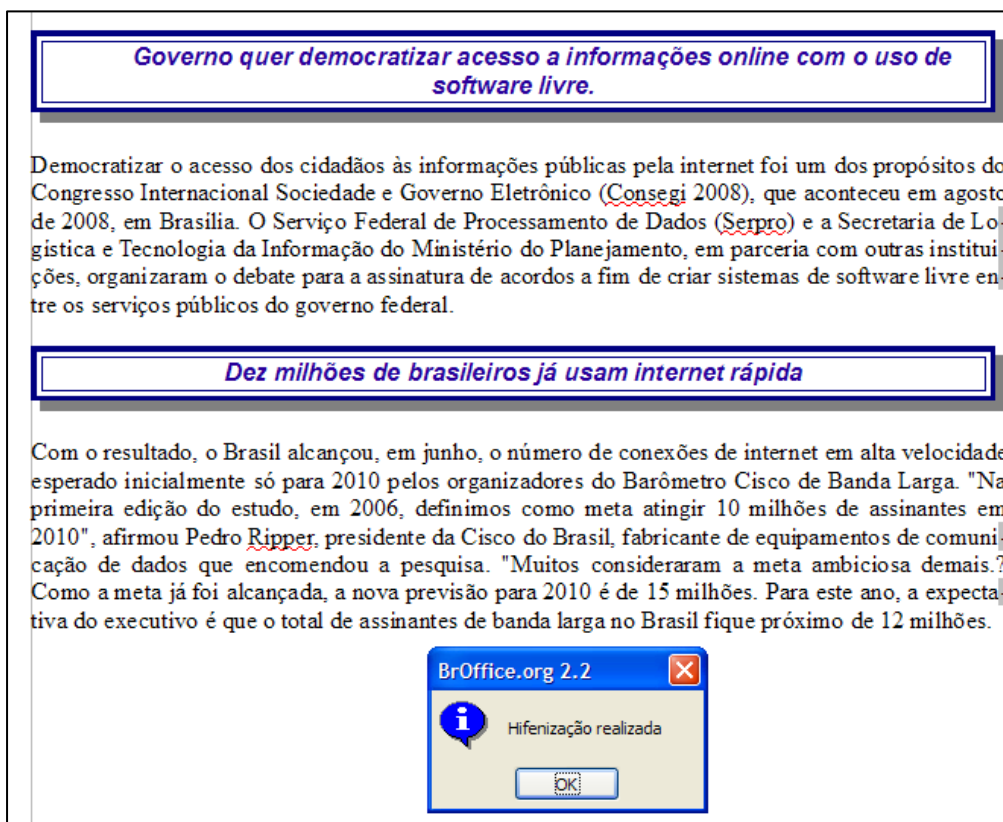 Governo quer democratizar acesso a informações online com o uso de
software livre.
Democratizar o acesso dos cidadãos às informações públicas pela internet foi um dos propósitos do
Congresso Internacional Sociedade e Governo Eletrônico (Consegi 2008), que aconteceu em agosto
de 2008, em Brasília. O Serviço Federal de Processamento de Dados (Serpro) e a Secretaria de Lo-
gística e Tecnologia da Informação do Ministério do Planejamento, em parceria com outras institui-
ções, organizaram o debate para a assinatura de acordos a fim de criar sistemas de software livre en-
tre os serviços públicos do governo federal.
Dez milhões de brasileiros já usam internet rápida
Com o resultado, o Brasil alcançou, em junho, o número de conexões de internet em alta velocidade
esperado inicialmente só para 2010 pelos organizadores do Barômetro Cisco de Banda Larga. "Na
primeira edição do estudo, em 2006, definimos como meta atingir 10 milhões de assinantes em
2010", afirmou Pedro Ripper, presidente da Cisco do Brasil, fabricante de equipamentos de comuni-
cação de dados que encomendou a pesquisa. "Muitos consideraram a meta ambiciosa demais.?
Como a meta já foi alcançada, a nova previsão para 2010 é de 15 milhões. Para este ano, a expecta-
tiva do executivo é que o total de assinantes de banda larga no Brasil fique próximo de 12 milhões.
BrOffice.org 2.2
Hifenização realizada
OK